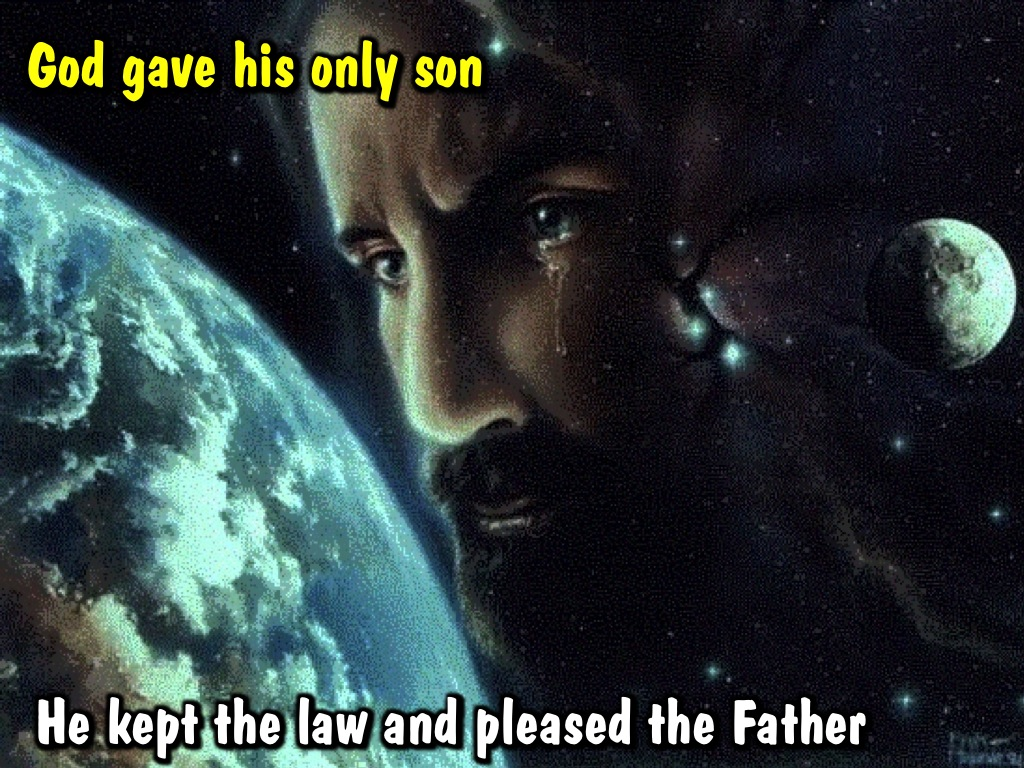 God gave his only son
He kept the law and pleased the Father